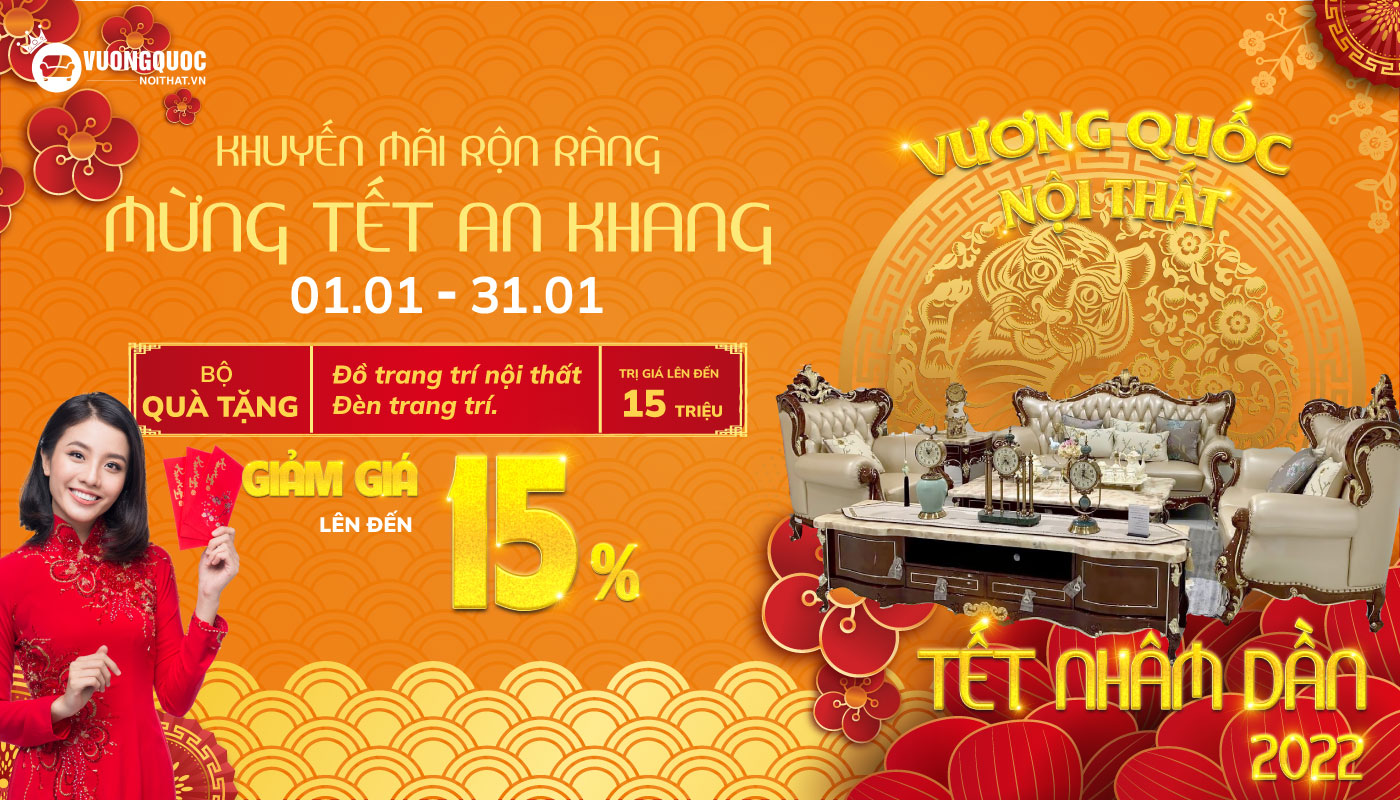 VUONGQUOC
NOITHAT.VN
KHUYẾN MÃI RỘN RÀNG
MỪNG TẾT AN KHANG
01.01 - 31.01
BỘ
QUÀ TẶNG
Đồ trang trí nội thất
Đèn trang trí.
TRỊ GIÁ LÊN ĐẾN
15 TRIỆU
GIẢM GIÁ
LÊN ĐẾN
15%
VƯƠNG QUỐC
NỘI THẤT
TẾT NHÂM DẦN
2022